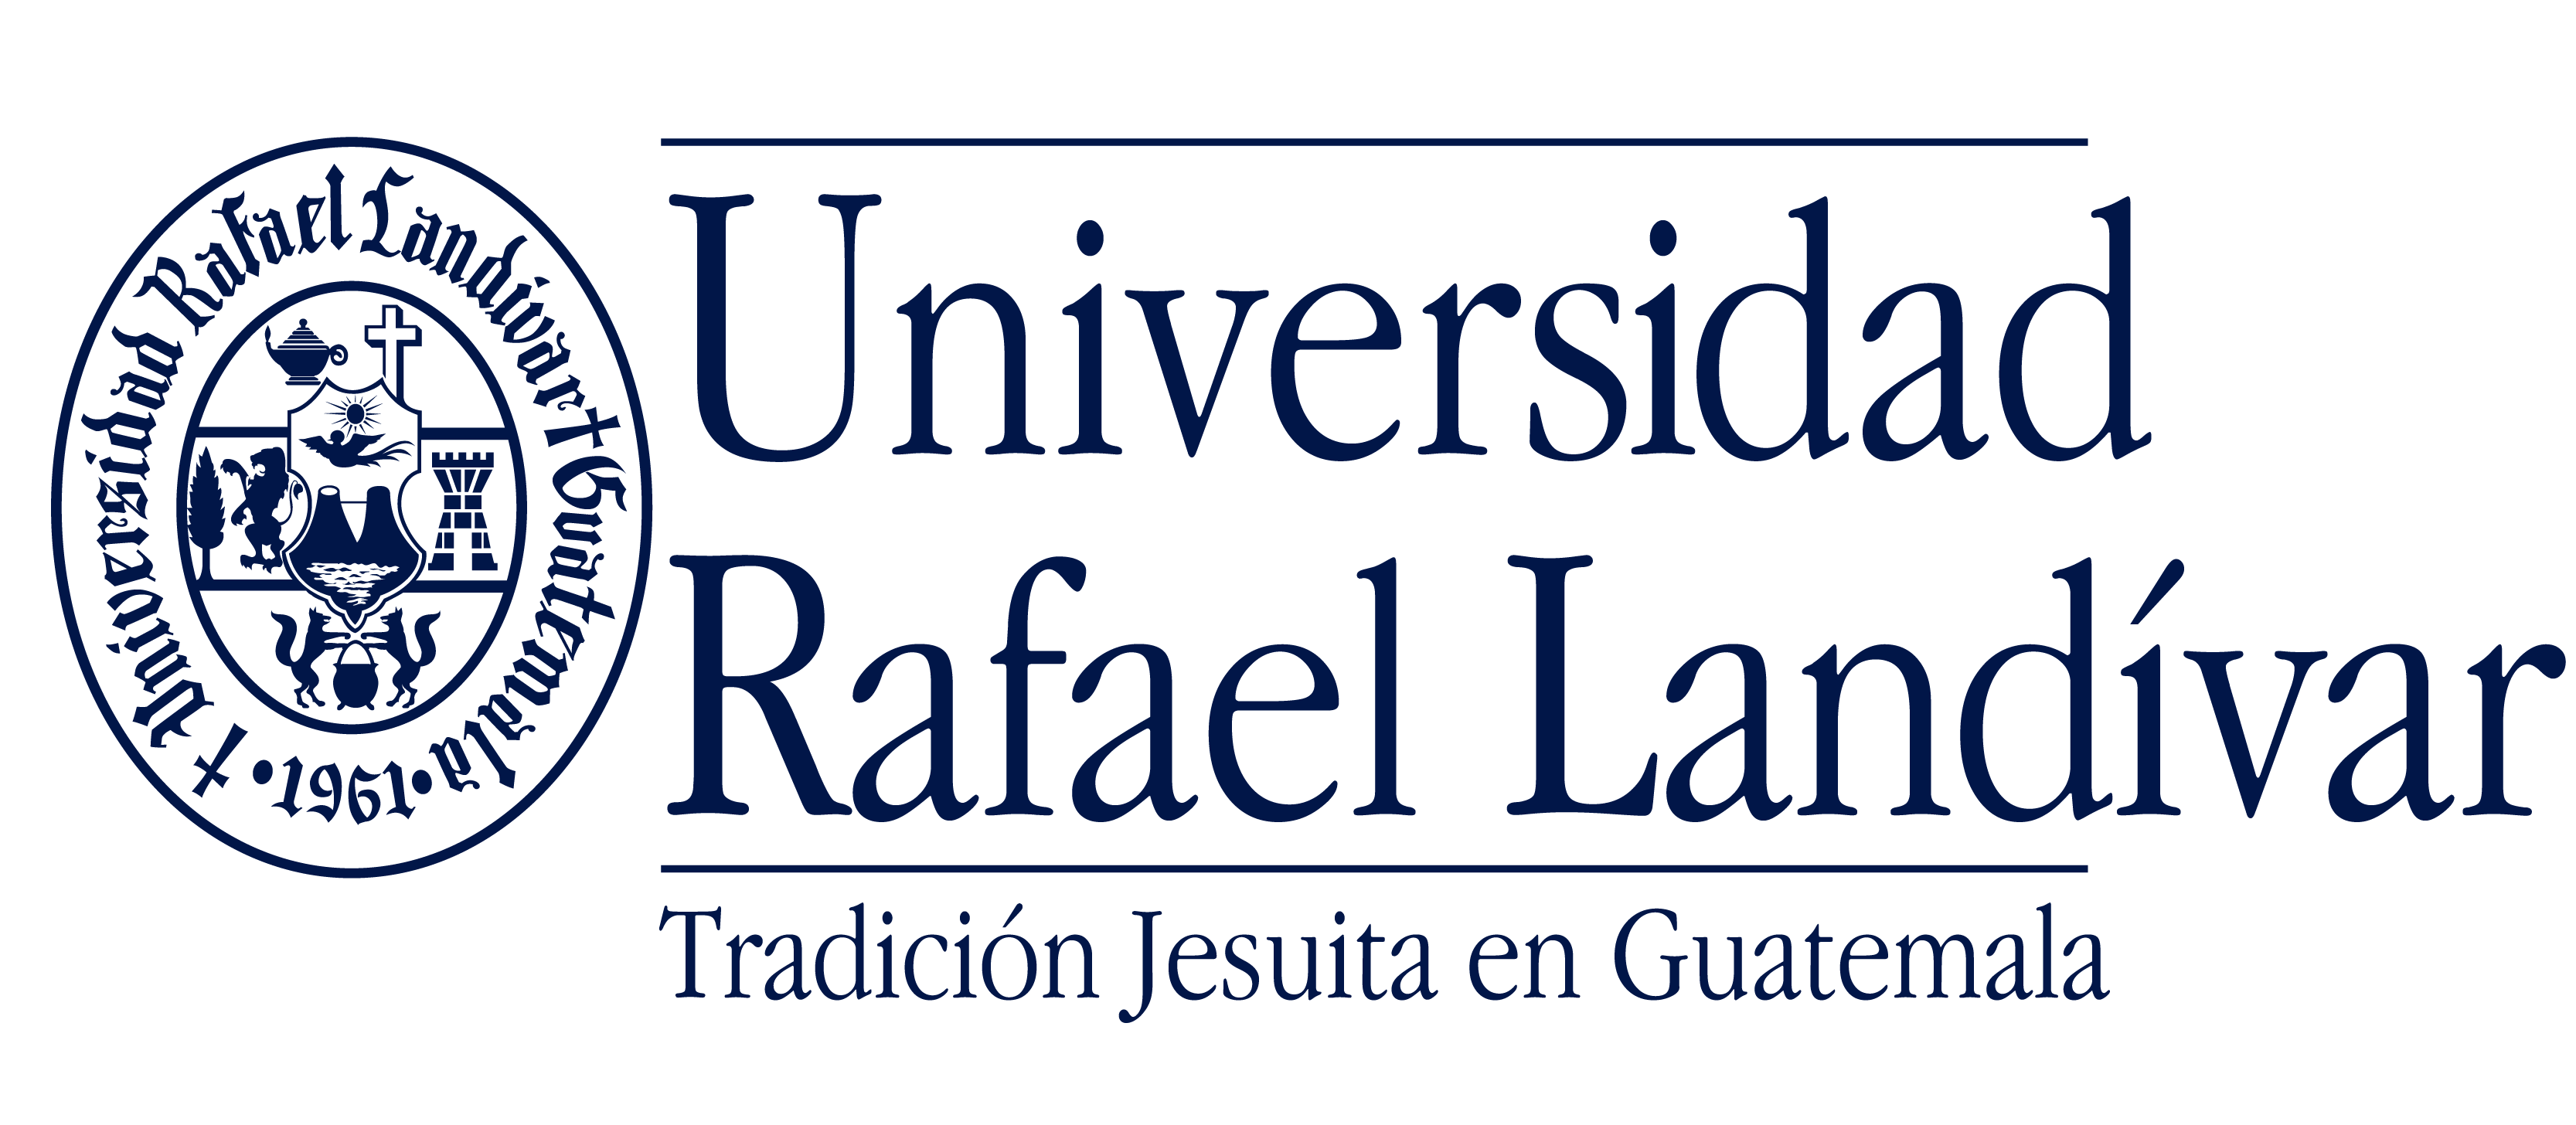 Universidad Rafael Landívar Guatemala
·1961·
Universidad
Rafael Landívar
Tradición Jesuita en Guatemala